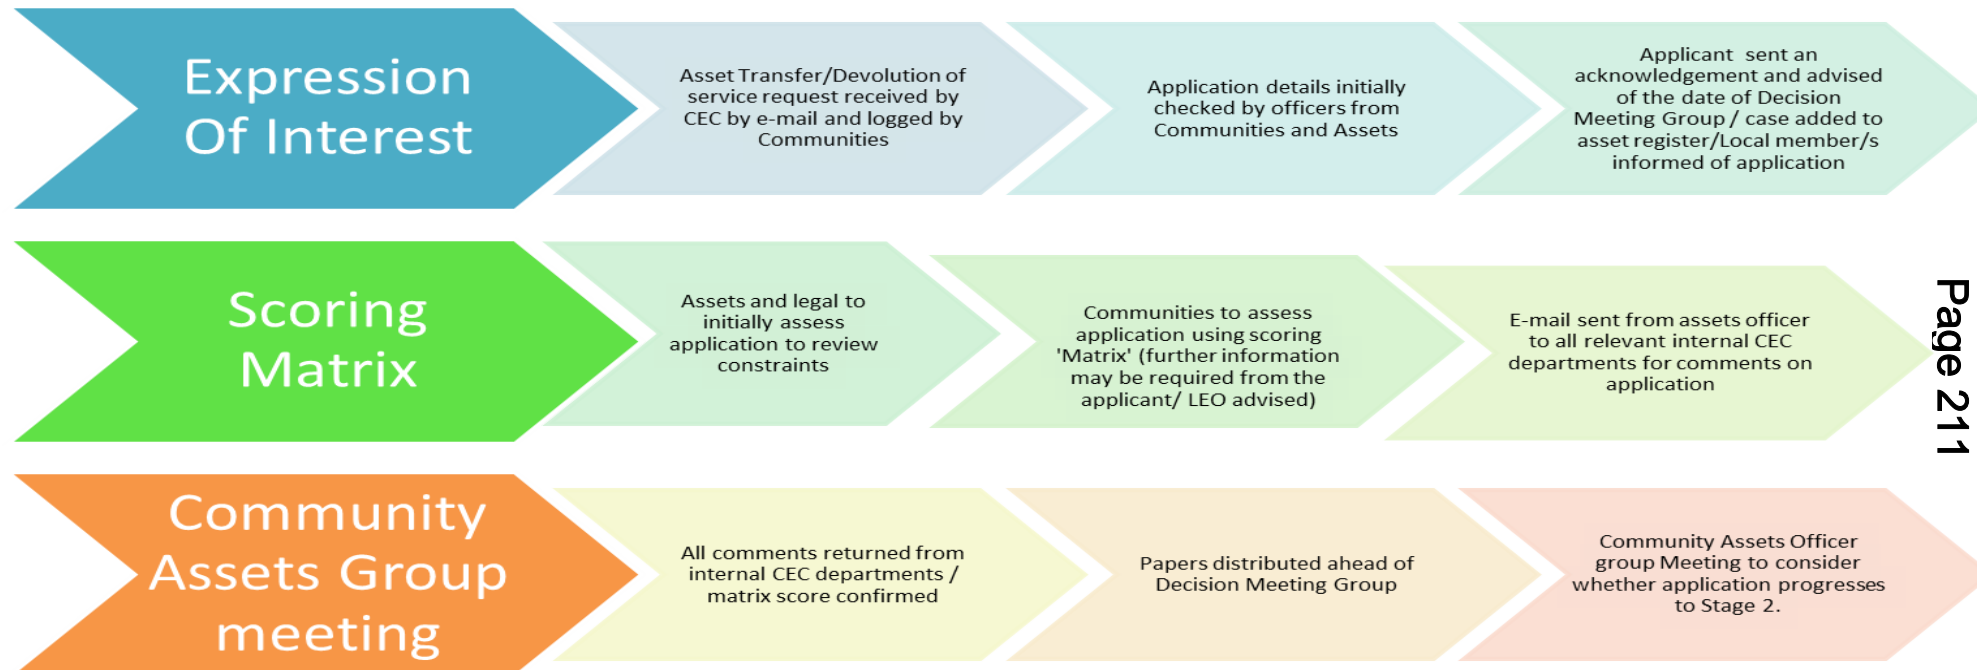 Expression
Of Interest
Asset Transfer/Devolution of
service request received by
CEC by e-mail and logged by
Communities
Application details initially
checked by officers from
Communities and Assets
Applicant  sent an
acknowledgement and advised
of the date of Decision
Meeting Group / case added to
asset register/Local member/s
informed of application
Scoring
Matrix
Assets and legal to
initially assess
application to review
constraints
Communities to assess
application using scoring
'Matrix' (further information
may be required from the
applicant/ LEO advised)
E-mail sent from assets officer
to all relevant internal CEC
departments for comments on
application
Community
Assets Group
meeting
All comments returned from
internal CEC departments /
matrix score confirmed
Papers distributed ahead of
Decision Meeting Group
Community Assets Officer
group Meeting to consider
whether application progresses
to Stage 2.
Page 211